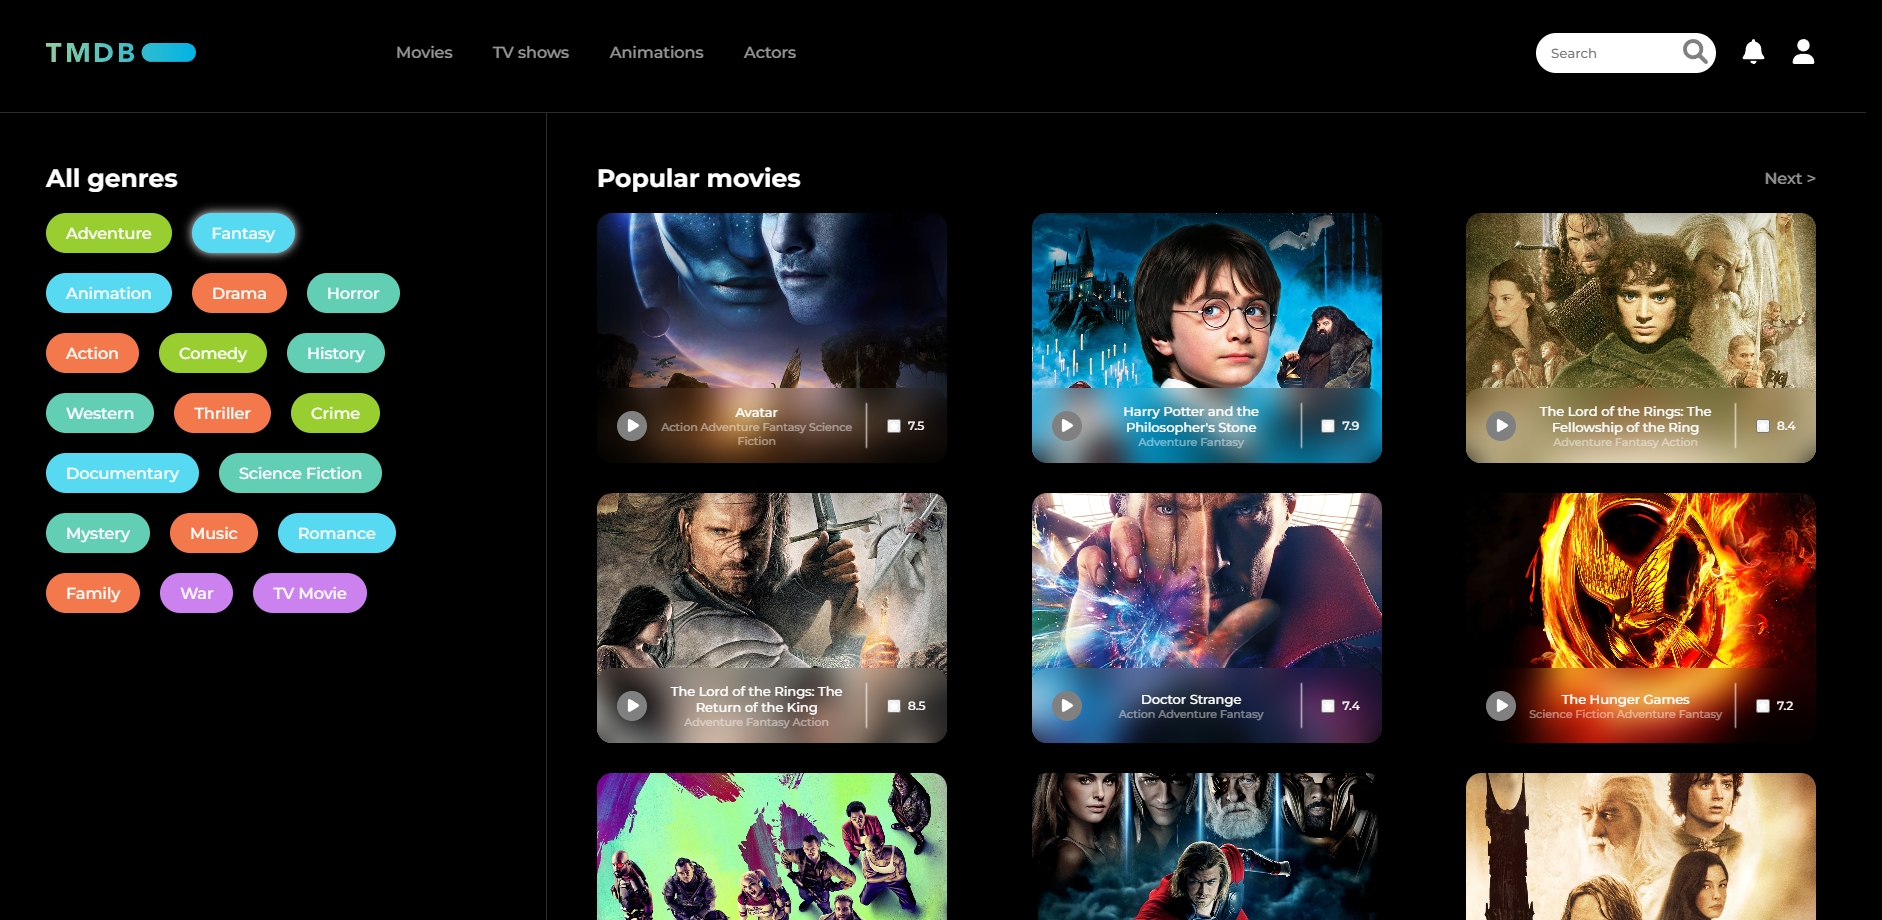 TMDB
Movies
TV shows
Animations
Actors
Search
All genres
Adventure
Fantasy
Animation
Drama
Horror
Action
Comedy
History
Western
Thriller
Crime
Documentary
Science Fiction
Mystery
Music
Romance
Family
War
TV Movie
Popular movies
Next >
Avatar
Action Adventure Fantasy Science
Fiction
7.5
Harry Potter and the
Philosopher's Stone
Adventure Fantasy
7.9
The Lord of the Rings: The
Fellowship of the Ring
Adventure Fantasy Action
8.4
The Lord of the Rings: The
Return of the King
Adventure Fantasy Action
8.5
Doctor Strange
Action Adventure Fantasy
7.4
The Hunger Games
Science Fiction Adventure Fantasy
7.2